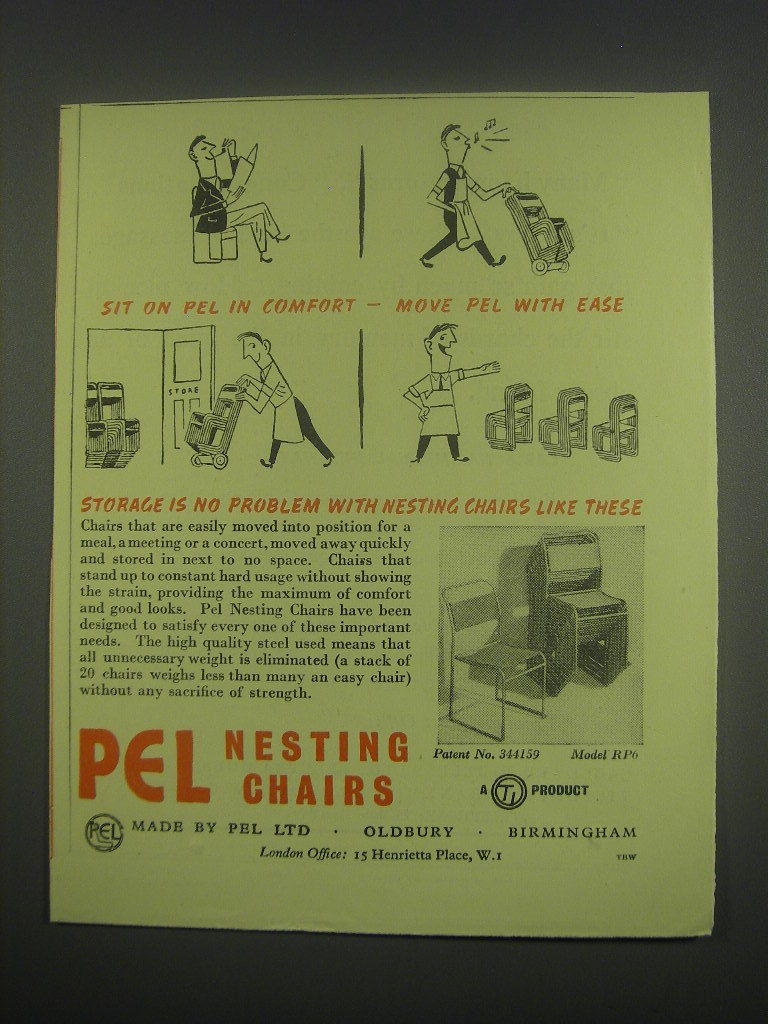 SIT ON PEL IN COMFORT – MOVE PEL WITH EASE
STORE
STORAGE IS NO PROBLEM WITH NESTING CHAIRS LIKE THESE
Chairs that are easily moved into position for a
meal, a meeting or a concert, moved away quickly
and stored in next to no space. Chairs that
stand up to constant hard usage without showing
the strain, providing the maximum of comfort
and good looks. Pel Nesting Chairs have been
designed to satisfy every one of these important
needs. The high quality steel used means that
all unnecessary weight is eliminated (a stack of
20 chairs weighs less than many an easy chair)
without any sacrifice of strength.
Patent No. 344159 Model RP6
PEL NESTING
CHAIRS
A TI PRODUCT
PEL MADE BY PEL LTD · OLDBURY · BIRMINGHAM
London Office: 15 Henrietta Place, W.1
TBW